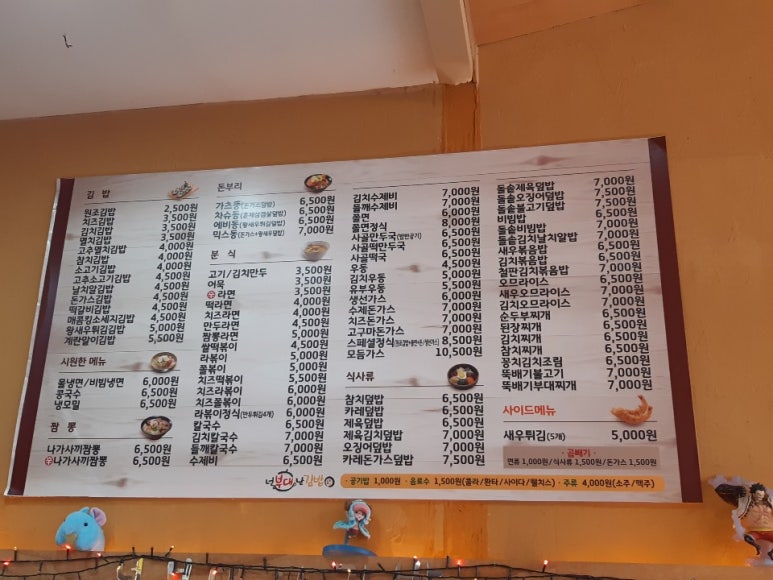 김 밥
원조김밥 2,500원
치즈김밥 3,500원
김치김밥 3,500원
멸치김밥 3,500원
고추멸치김밥 4,000원
참치김밥 4,000원
소고기김밥 4,000원
고추소고기김밥 4,500원
날치알김밥 4,500원
돈가스김밥 4,500원
떡갈비김밥 4,500원
매콤킹소세지김밥 4,500원
왕새우튀김김밥 5,000원
계란말이김밥 5,500원
시원한 메뉴
물냉면/비빔냉면 6,000원
콩국수 6,500원
냉모밀 6,500원
짬 뽕
나가사끼짬뽕 6,500원
나가사끼짬뽕 6,500원
돈부리
가츠동(돈가스덮밥) 6,500원
차슈동(훈제삼겹살덮밥) 6,500원
에비동(왕새우튀김덮밥) 6,500원
믹스동(돈가스+왕새우덮밥) 7,000원
분 식
고기/김치만두 3,500원
어묵 3,500원
라면 3,500원
떡라면 4,000원
치즈라면 4,000원
만두라면 4,000원
짬뽕라면 5,000원
쌀떡볶이 4,000원
라볶이 5,000원
쫄볶이 5,000원
치즈떡볶이 5,000원
치즈라볶이 6,000원
치즈쫄볶이 6,000원
라볶이정식(만두튀김4개) 6,000원
칼국수 6,500원
김치칼국수 7,000원
들깨칼국수 7,000원
수제비 6,500원
김치수제비 7,000원
들깨수제비 7,000원
쫄면 6,000원
쫄면정식 8,000원
사골만두국(밥반공기)
사골떡만두국
사골떡국
우동 4,500원
김치우동 5,000원
유부우동 5,000원
생선가스 6,500원
수제돈가스 7,000원
치즈돈가스 7,000원
고구마돈가스 7,000원
스페셜정식 8,500원
모듬가스 10,500원
식사류
참치덮밥 6,500원
카레덮밥 6,500원
제육덮밥 6,500원
제육김치덮밥 7,000원
오징어덮밥 7,000원
카레돈가스덮밥 7,500원
돌솥제육덮밥 7,000원
돌솥오징어덮밥 7,500원
돌솥불고기덮밥 7,000원
비빔밥 6,500원
돌솥비빔밥 7,000원
돌솥김치날치알밥 7,000원
새우볶음밥 6,500원
김치볶음밥 6,500원
철판김치볶음밥 7,000원
오므라이스 6,500원
새우오므라이스 7,000원
김치오므라이스 7,000원
순두부찌개 6,500원
된장찌개 6,500원
김치찌개 6,500원
참치찌개 6,500원
꽁치김치조림 7,000원
뚝배기불고기 7,000원
뚝배기부대찌개 7,000원
사이드메뉴
새우튀김(5개) 5,000원
· 곱빼기 ·
면류 1,000원/식사류 1,500원/돈가스 1,500원
· 공기밥 1,000원 · 음료수 1,500원(콜라/환타/사이다/웰치스) · 주류 4,000원(소주/맥주)